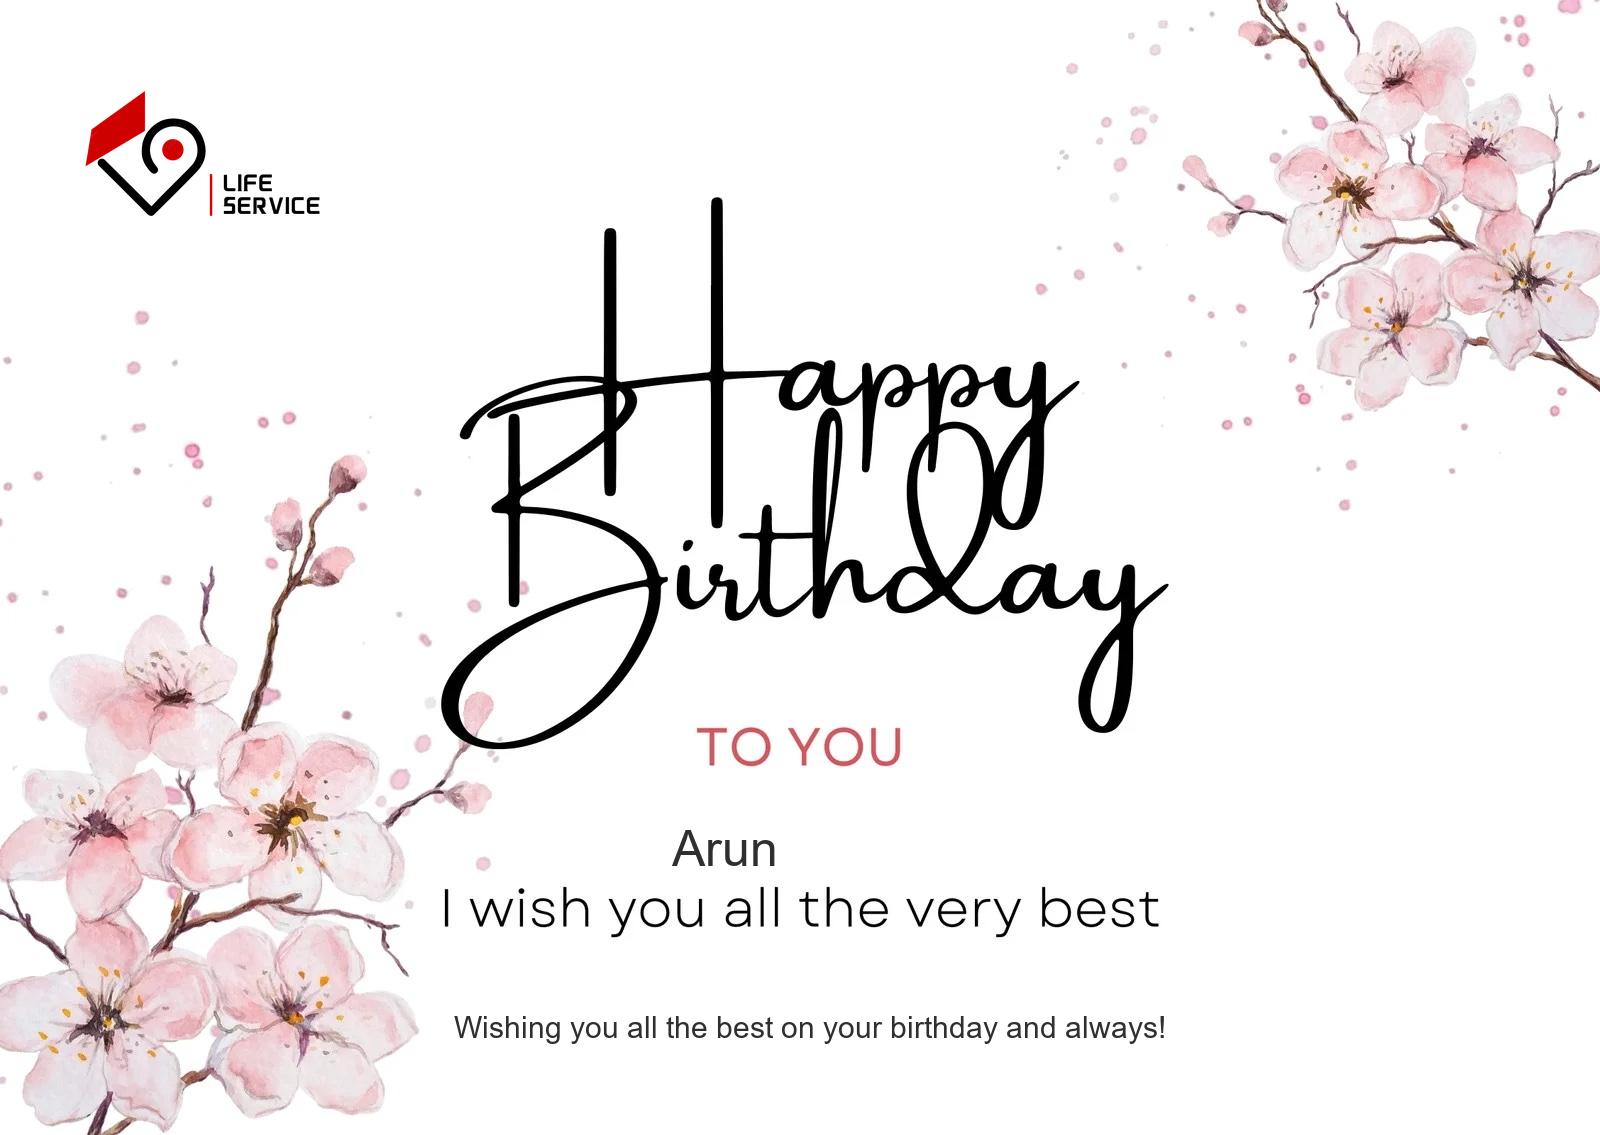 LIFE
SERVICE
Happy
Birthday
TO YOU
Arun
I wish you all the very best
Wishing you all the best on your birthday and always!